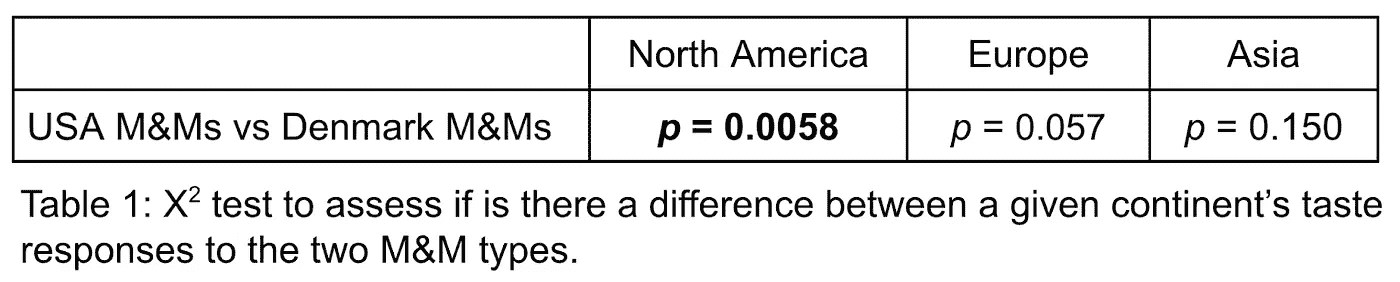 North America Europe Asia
USA M&Ms vs Denmark M&Ms p = 0.0058 p = 0.057 p = 0.150
Table 1: X² test to assess if is there a difference between a given continent’s taste
responses to the two M&M types.